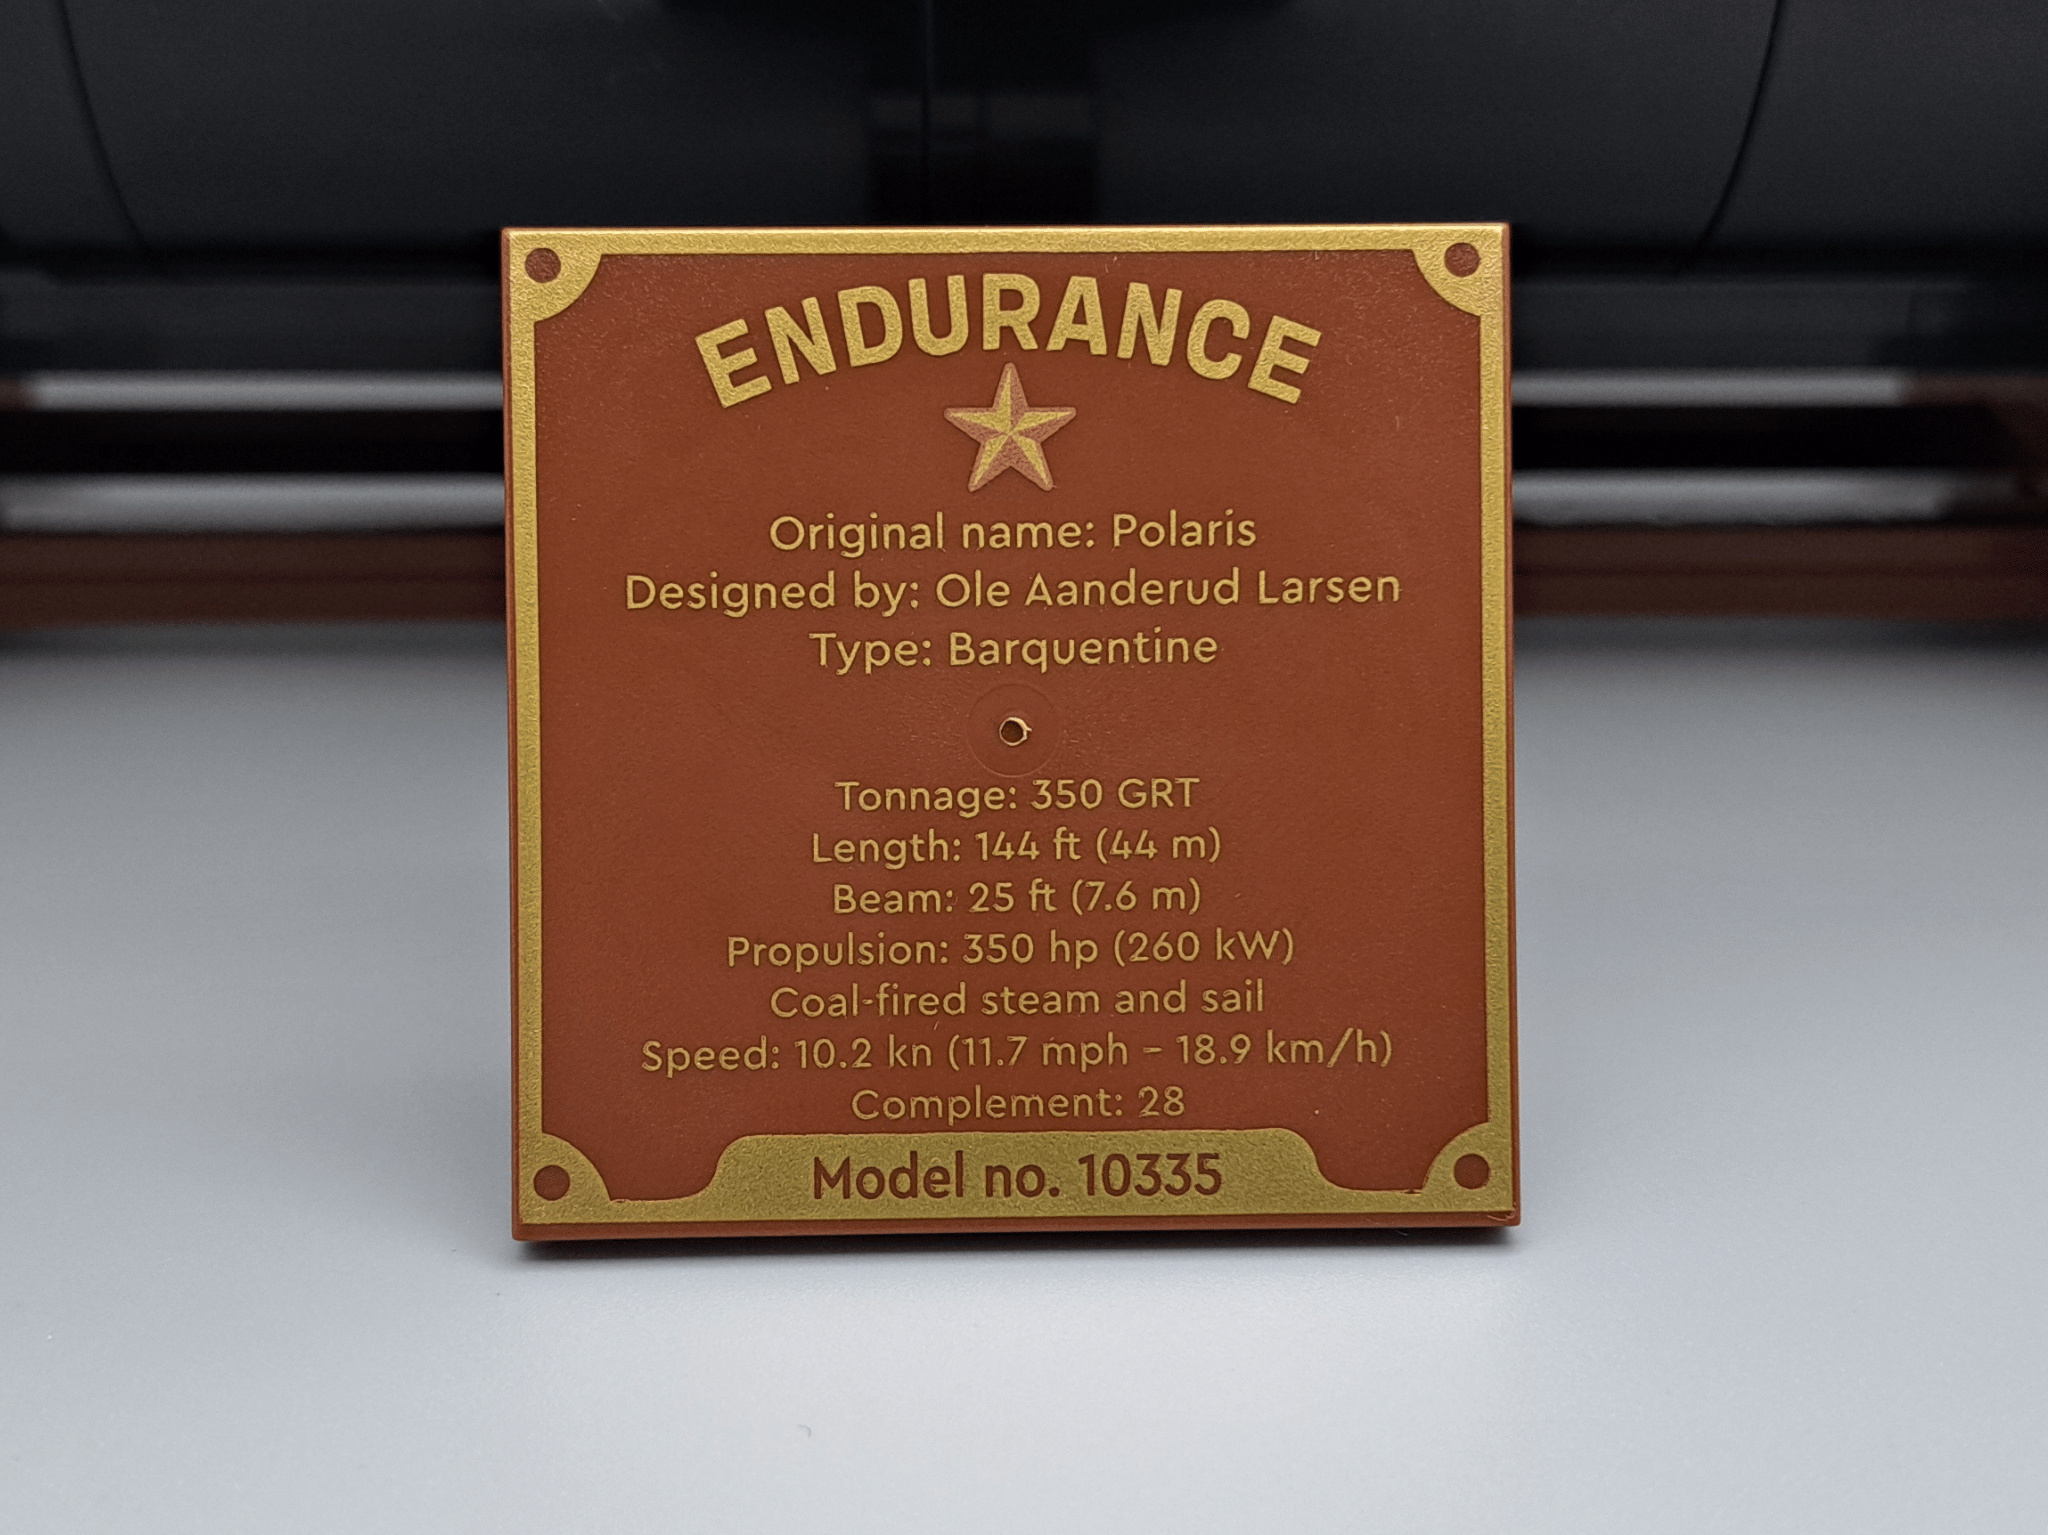 ENDURANCE
Original name: Polaris
Designed by: Ole Aanderud Larsen
Type: Barquentine
Tonnage: 350 GRT
Length: 144 ft (44 m)
Beam: 25 ft (7.6 m)
Propulsion: 350 hp (260 kW)
Coal-fired steam and sail
Speed: 10.2 kn (11.7 mph - 18.9 km/h)
Complement: 28
Model no. 10335